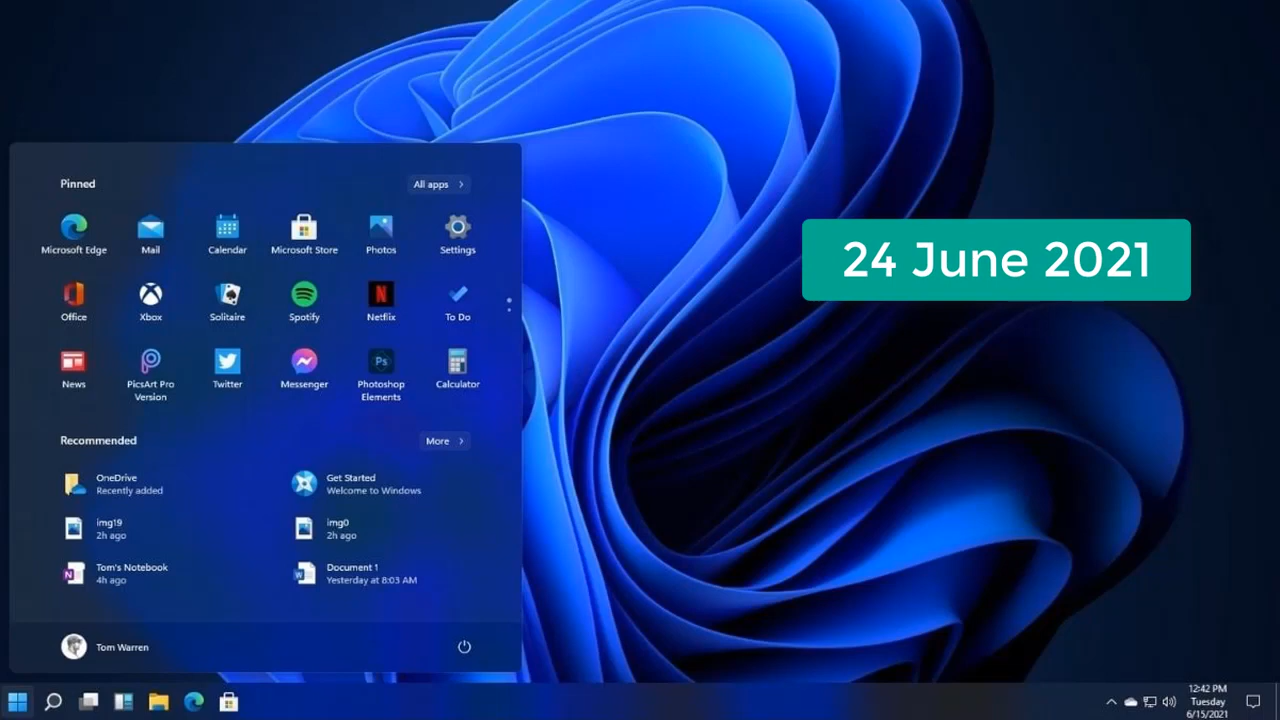 Pinned
All apps
Microsoft Edge
Mail
Calendar
Microsoft Store
Photos
Settings
Office
Xbox
Solitaire
Spotify
Netflix
To Do
News
PicsArt Pro
Version
Twitter
Messenger
Photoshop
Elements
Calculator
24 June 2021
Recommended
More
OneDrive
Recently added
Get Started
Welcome to Windows
img19
2h ago
img0
2h ago
Tom's Notebook
4h ago
Document 1
Yesterday at 8:03 AM
Tom Warren
12:42 PM
Tuesday
6/15/2021